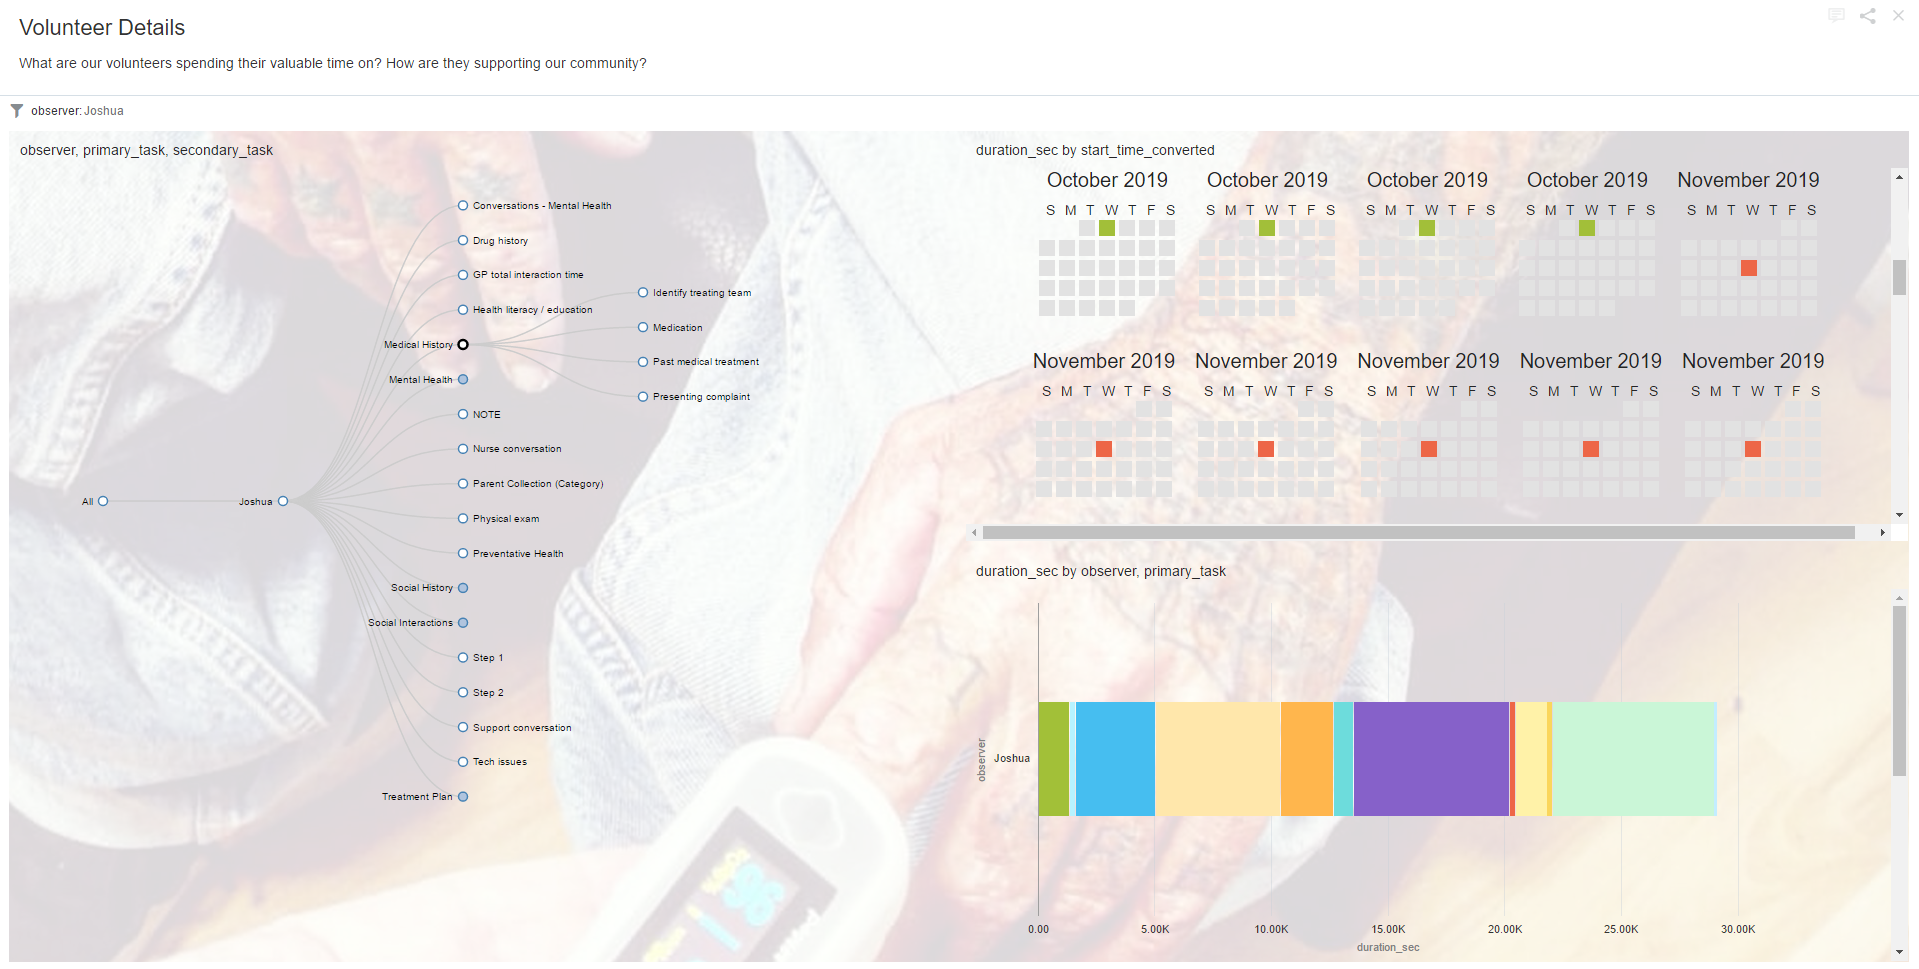 Volunteer Details
What are our volunteers spending their valuable time on? How are they supporting our community?
observer: Joshua
observer, primary_task, secondary_task
Conversations - Mental Health
Drug history
GP total interaction time
Identify treating team
Health literacy / education
Medication
Medical History
Past medical treatment
Mental Health
Presenting complaint
NOTE
Nurse conversation
Parent Collection (Category)
All
Joshua
Physical exam
Preventative Health
Social History
Social Interactions
Step 1
Step 2
Support conversation
Tech issues
Treatment Plan
duration_sec by start_time_converted
October 2019 October 2019 October 2019 October 2019 November 2019
S M T W T F S S M T W T F S S M T W T F S S M T W T F S S M T W T F S
November 2019 November 2019 November 2019 November 2019 November 2019
S M T W T F S S M T W T F S S M T W T F S S M T W T F S S M T W T F S
duration_sec by observer, primary_task
observer
Joshua
0.00 5.00K 10.00K 15.00K 20.00K 25.00K 30.00K
duration_sec